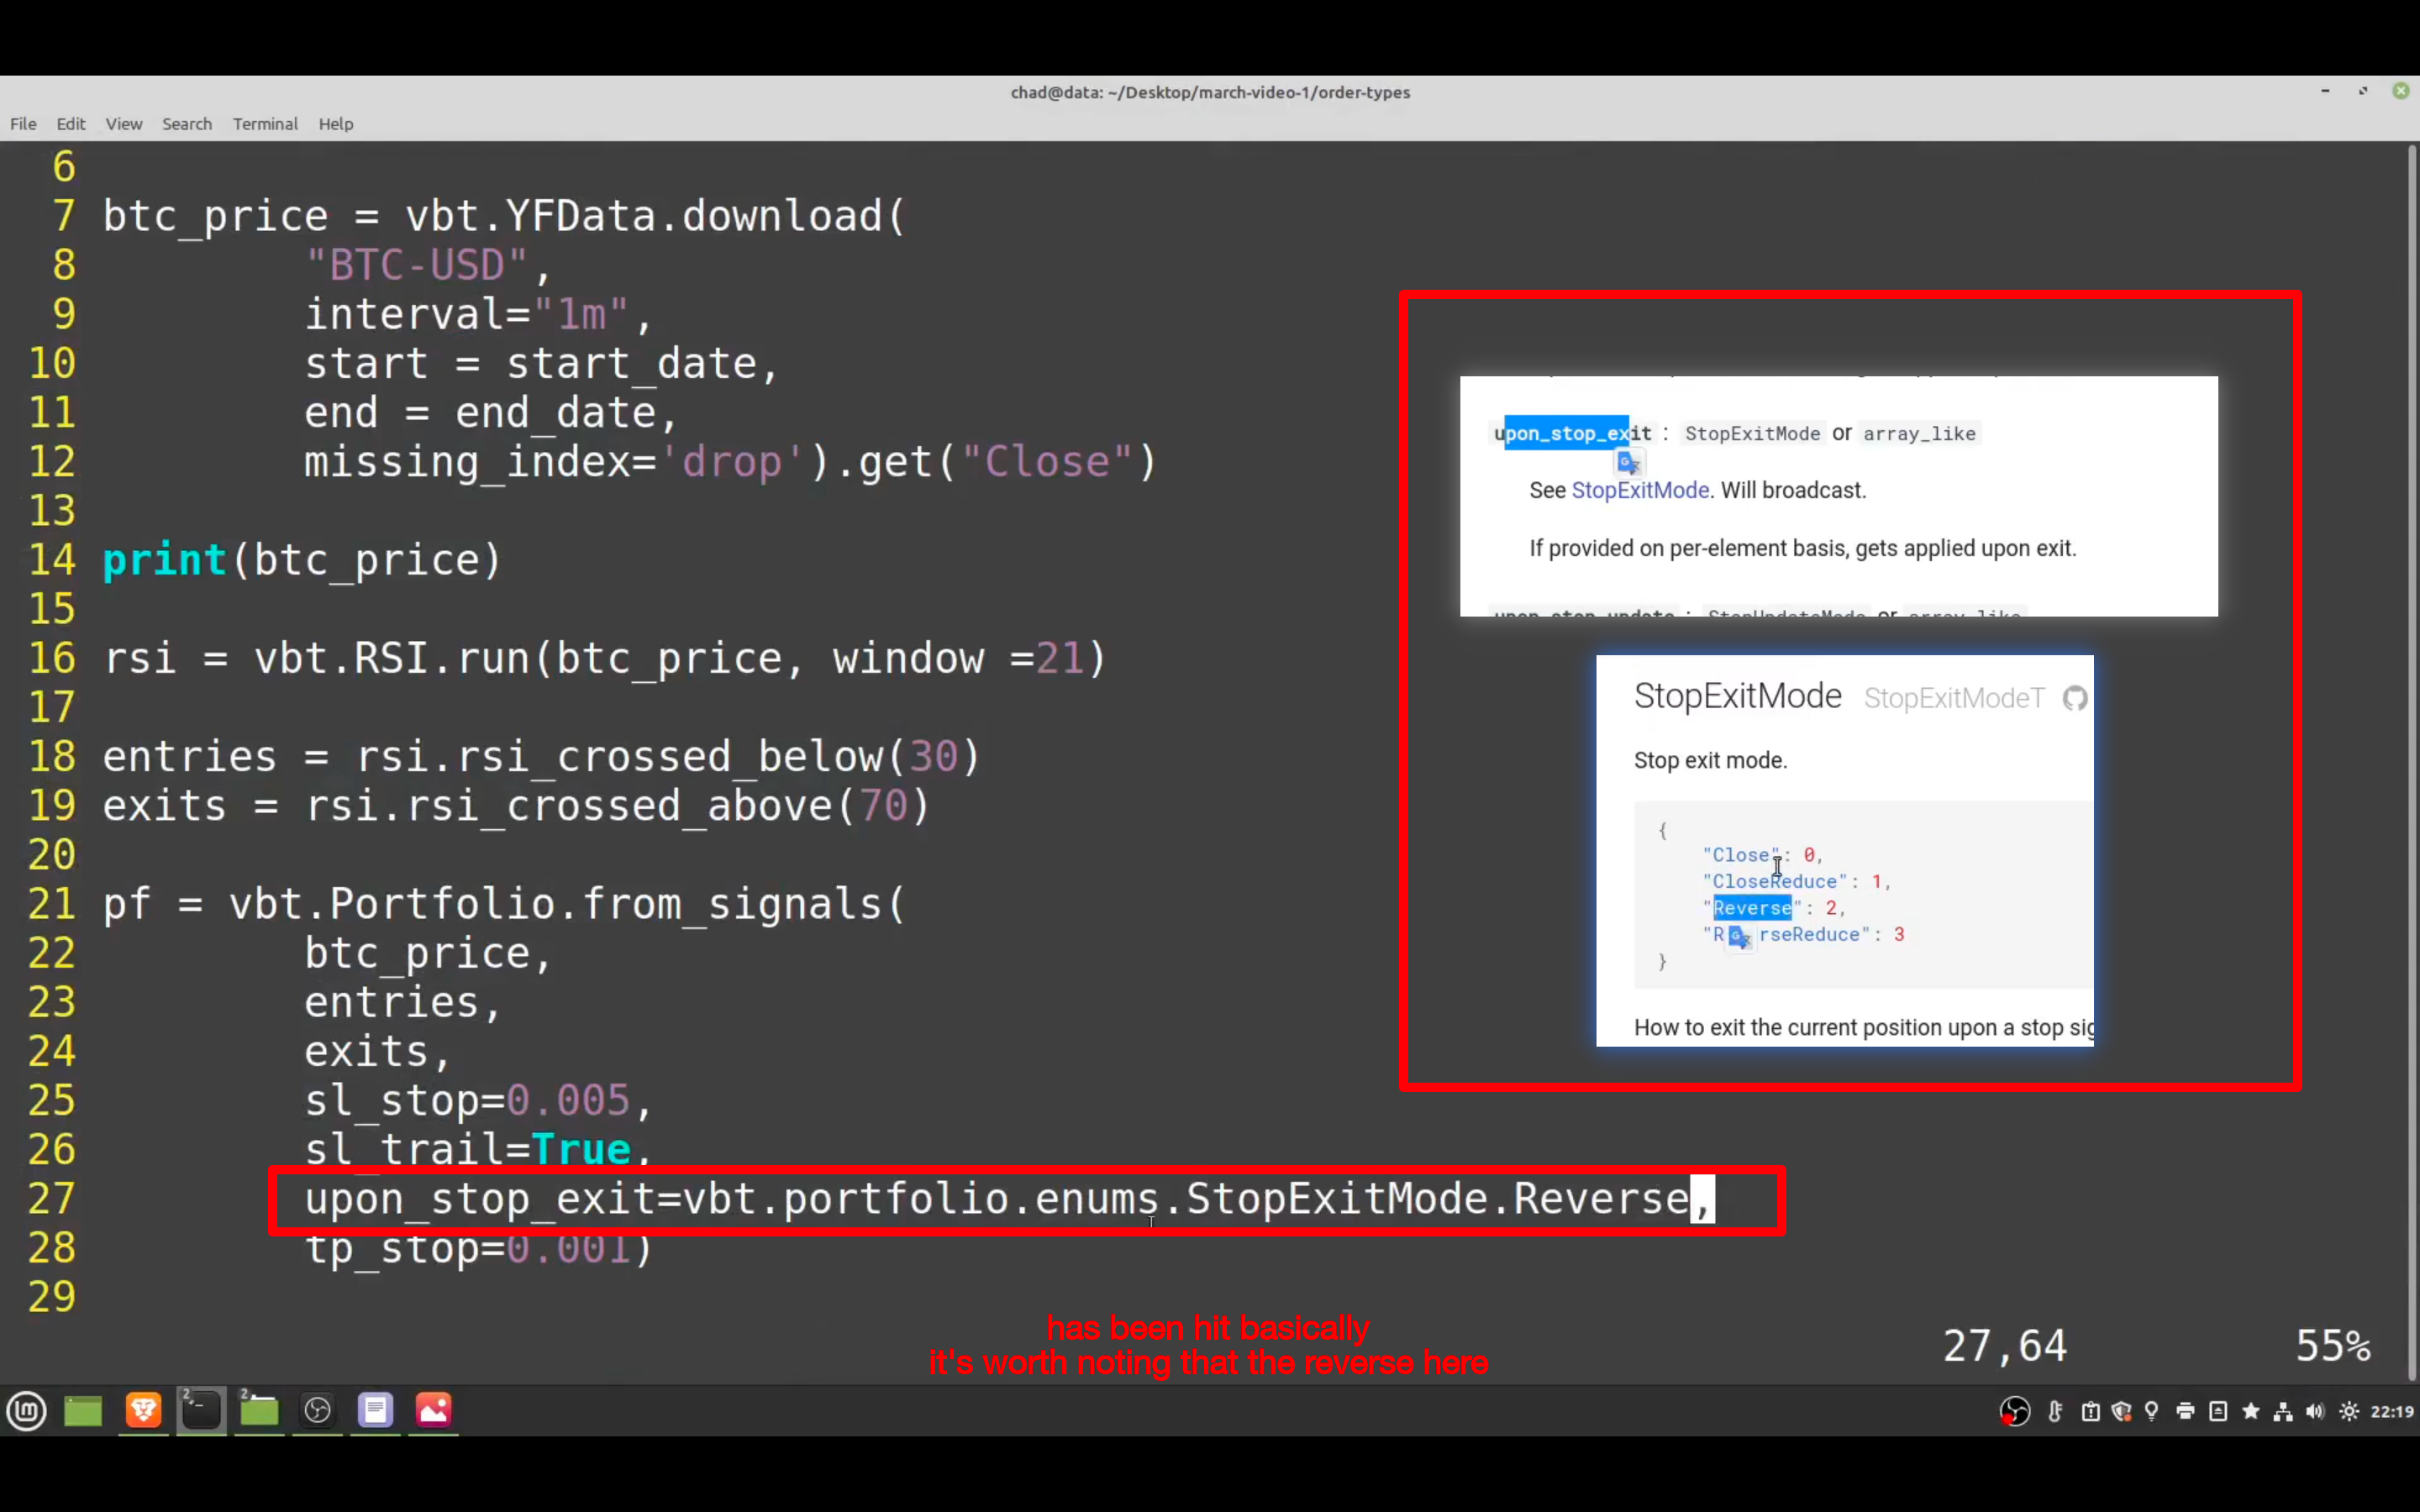 chad@data: ~/Desktop/march-video-1/order-types
File Edit View Search Terminal Help
6
7 btc_price = vbt.YFData.download(
8 "BTC-USD",
9 interval="1m",
10 start = start_date,
11 end = end_date,
12 missing_index='drop').get("Close")
13
14 print(btc_price)
15
16 rsi = vbt.RSI.run(btc_price, window =21)
17
18 entries = rsi.rsi_crossed_below(30)
19 exits = rsi.rsi_crossed_above(70)
20
21 pf = vbt.Portfolio.from_signals(
22 btc_price,
23 entries,
24 exits,
25 sl_stop=0.005,
26 sl_trail=True,
27 upon_stop_exit=vbt.portfolio.enums.StopExitMode.Reverse,
28 tp_stop=0.001)
29
upon_stop_exit : StopExitMode or array_like
See StopExitMode. Will broadcast.
If provided on per-element basis, gets applied upon exit.
upon_stop_update : StopUpdateMode or array_like
StopExitMode StopExitModeT
Stop exit mode.
{
"Close": 0,
"CloseReduce": 1,
"Reverse": 2,
"R rseReduce": 3
}
How to exit the current position upon a stop sig
has been hit basically
it's worth noting that the reverse here
27,64 55%
2 2 22:19